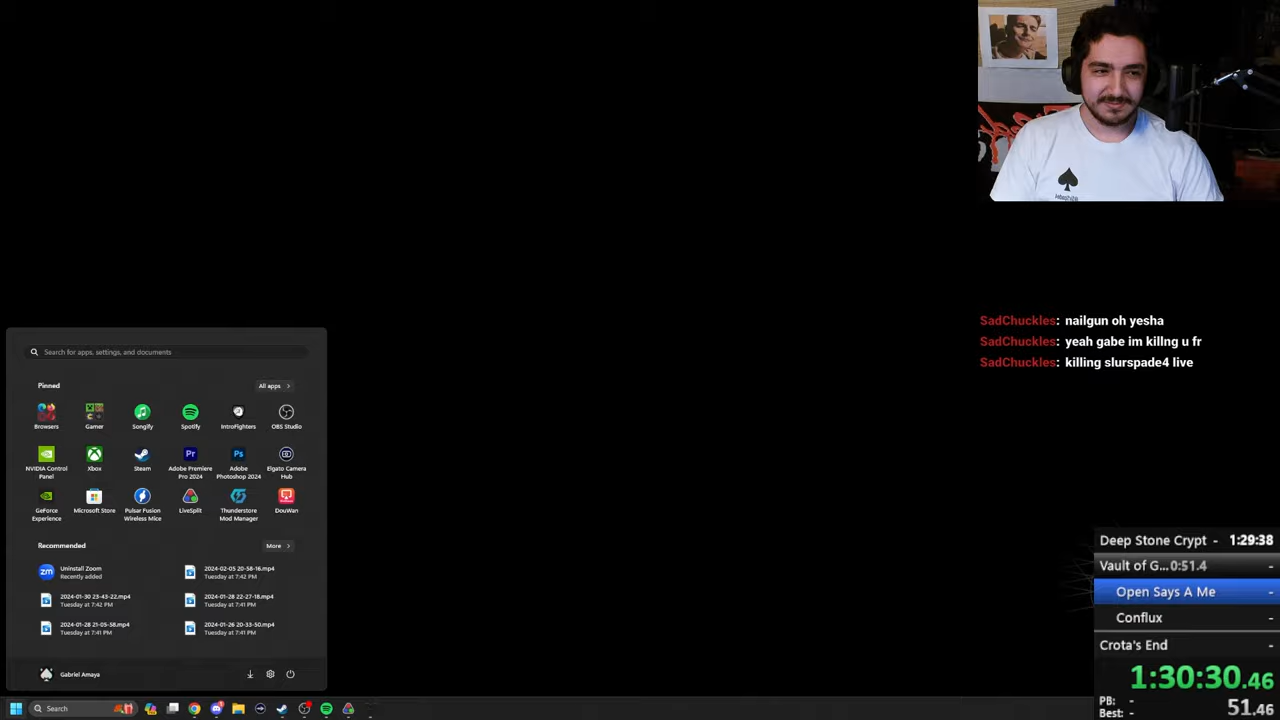 SadChuckles: nailgun oh yesha
SadChuckles: yeah gabe im killng u fr
SadChuckles: killing slurspade4 live
Search for apps, settings, and documents
Pinned
All apps
Browsers
Gamer
Songify
Spotify
IntroFighters
OBS Studio
NVIDIA Control Panel
Xbox
Steam
Adobe Premiere Pro 2024
Adobe Photoshop 2024
Elgato Camera Hub
GeForce Experience
Microsoft Store
Pulsar Fusion Wireless Mice
LiveSplit
Thunderstore Mod Manager
DouWan
Recommended
More
zm
Uninstall Zoom
Recently added
2024-02-05 20-58-16.mp4
Tuesday at 7:42 PM
2024-01-30 23-43-22.mp4
Tuesday at 7:42 PM
2024-01-28 22-27-18.mp4
Tuesday at 7:41 PM
2024-01-28 21-05-58.mp4
Tuesday at 7:41 PM
2024-01-26 20-33-50.mp4
Tuesday at 7:41 PM
Gabriel Amaya
Search
Deep Stone Crypt - 1:29:38
Vault of G... 0:51.4 -
Open Says A Me -
Conflux -
Crota's End -
1:30:30.46
PB: -
Best: -
51.46